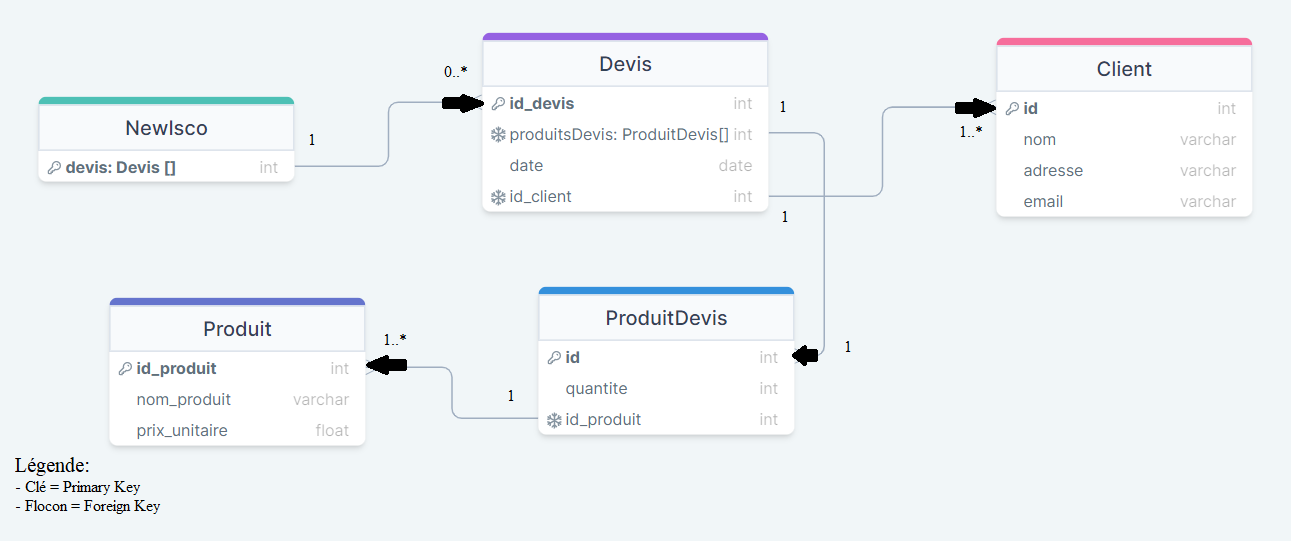 NewIsco
devis: Devis [] int
1
0..*
Devis
id_devis int
produitsDevis: ProduitDevis[] int
date date
id_client int
1
1
Client
id int
nom varchar
adresse varchar
email varchar
1..*
Produit
id_produit int
nom_produit varchar
prix_unitaire float
1..*
1
ProduitDevis
id int
quantite int
id_produit int
1
Légende:
- Clé = Primary Key
- Flocon = Foreign Key